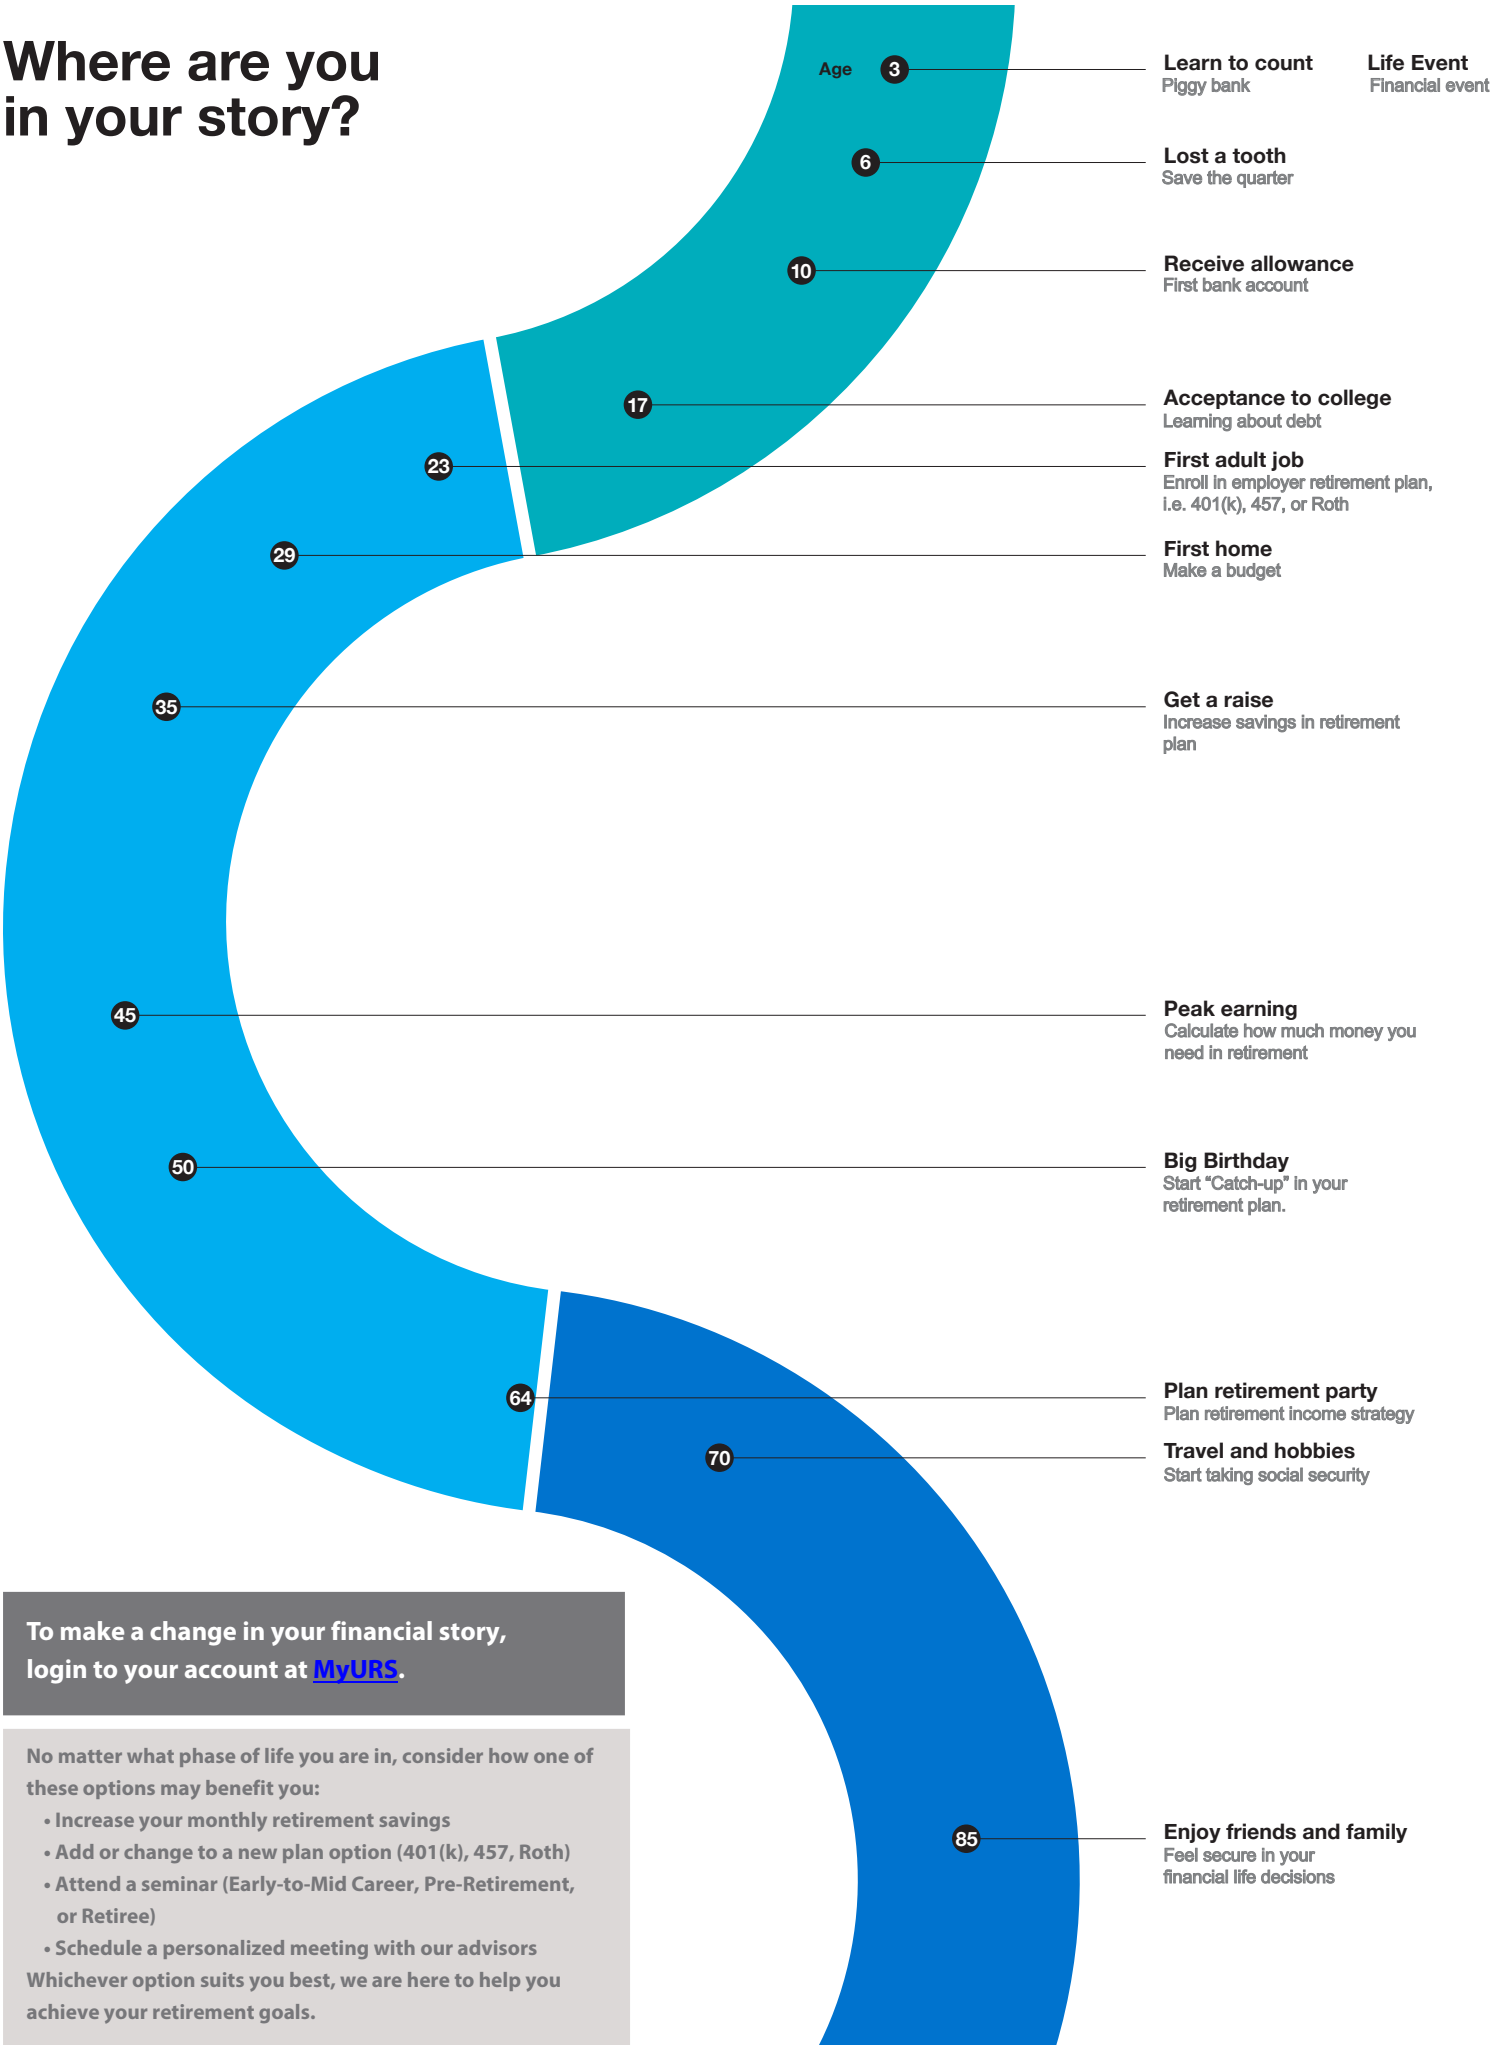 Where are you
in your story?
Age 3 Learn to count Life Event
Piggy bank Financial event
6 Lost a tooth
Save the quarter
10 Receive allowance
First bank account
17 Acceptance to college
Learning about debt
23 First adult job
Enroll in employer retirement plan,
i.e. 401(k), 457, or Roth
29 First home
Make a budget
35 Get a raise
Increase savings in retirement
plan
45 Peak earning
Calculate how much money you
need in retirement
50 Big Birthday
Start “Catch-up” in your
retirement plan.
64 Plan retirement party
Plan retirement income strategy
70 Travel and hobbies
Start taking social security
85 Enjoy friends and family
Feel secure in your
financial life decisions
To make a change in your financial story,
login to your account at MyURS.
No matter what phase of life you are in, consider how one of
these options may benefit you:
• Increase your monthly retirement savings
• Add or change to a new plan option (401(k), 457, Roth)
• Attend a seminar (Early-to-Mid Career, Pre-Retirement,
or Retiree)
• Schedule a personalized meeting with our advisors
Whichever option suits you best, we are here to help you
achieve your retirement goals.